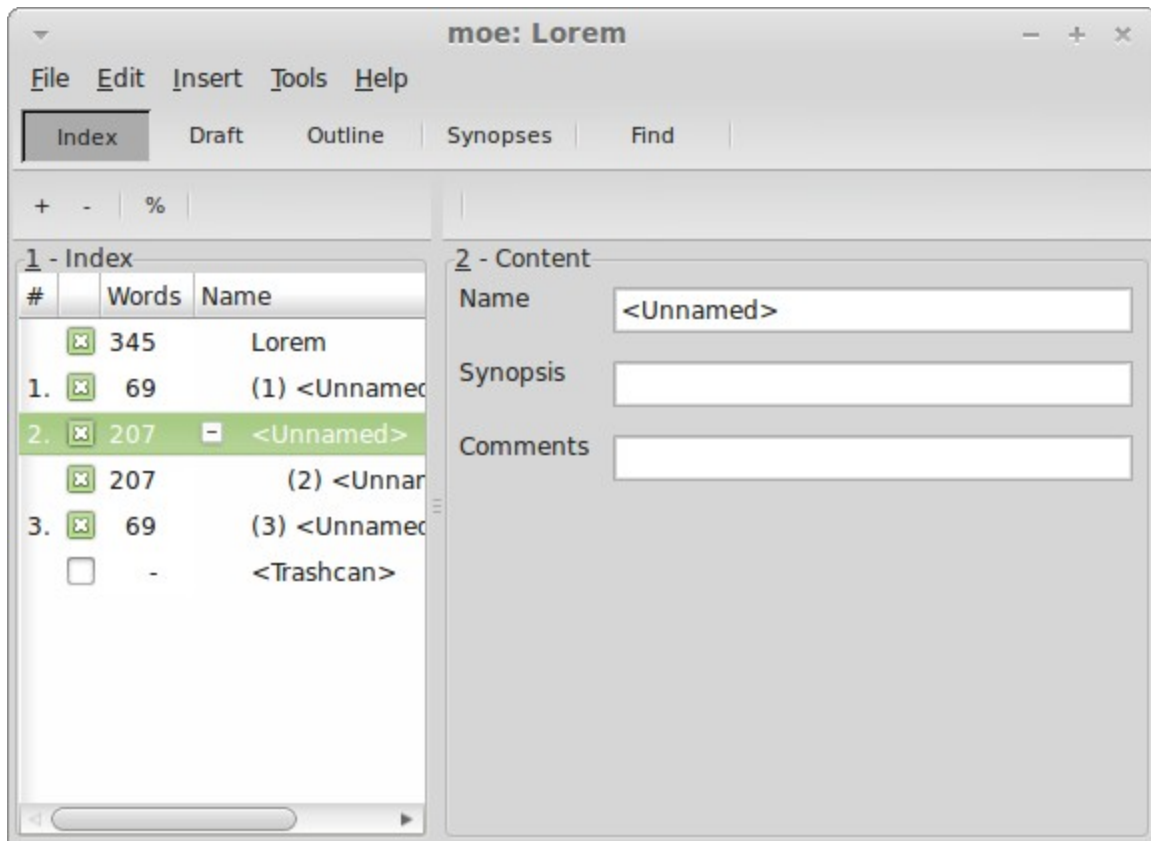 moe: Lorem
File Edit Insert Tools Help
Index Draft Outline Synopses Find
+ - %
1 - Index
# Words Name
345 Lorem
1. 69 (1) <Unnamed
2. 207 <Unnamed>
207 (2) <Unnar
3. 69 (3) <Unnamed
- <Trashcan>
2 - Content
Name <Unnamed>
Synopsis
Comments